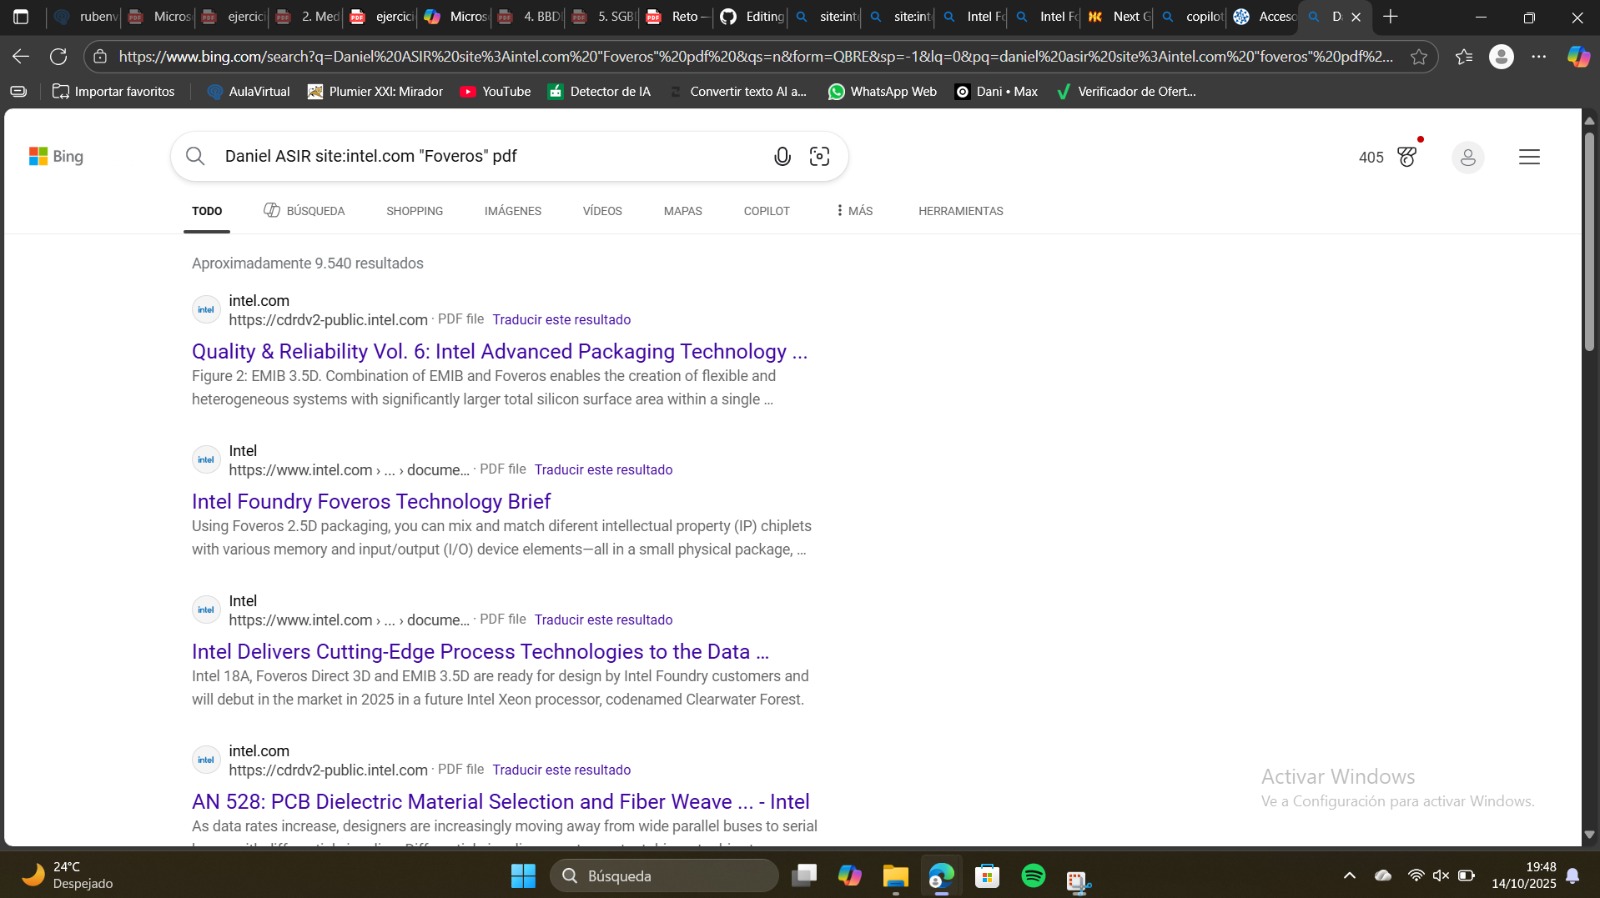 rubenv
Micros
ejercic
2. Med
ejercic
Micros
4. BBD
5. SGB
Reto –
Editing
site:int
site:int
Intel Fo
Intel Fo
Next G
copilot
Acceso
D
https://www.bing.com/search?q=Daniel%20ASIR%20site%3Aintel.com%20"Foveros"%20pdf%20&qs=n&form=QBRE&sp=-1&lq=0&pq=daniel%20asir%20site%3Aintel.com%20"foveros"%20pdf%2...
Importar favoritos
AulaVirtual
Plumier XXI: Mirador
YouTube
Detector de IA
Convertir texto AI a...
WhatsApp Web
Dani • Max
Verificador de Ofert...
Bing
Daniel ASIR site:intel.com "Foveros" pdf
405
TODO
BÚSQUEDA
SHOPPING
IMÁGENES
VÍDEOS
MAPAS
COPILOT
MÁS
HERRAMIENTAS
Aproximadamente 9.540 resultados
intel
intel.com
https://cdrdv2-public.intel.com · PDF file Traducir este resultado
Quality & Reliability Vol. 6: Intel Advanced Packaging Technology ...
Figure 2: EMIB 3.5D. Combination of EMIB and Foveros enables the creation of flexible and
heterogeneous systems with significantly larger total silicon surface area within a single ...
intel
Intel
https://www.intel.com › ... › docume... · PDF file Traducir este resultado
Intel Foundry Foveros Technology Brief
Using Foveros 2.5D packaging, you can mix and match diferent intellectual property (IP) chiplets
with various memory and input/output (I/O) device elements—all in a small physical package, ...
intel
Intel
https://www.intel.com › ... › docume... · PDF file Traducir este resultado
Intel Delivers Cutting-Edge Process Technologies to the Data ...
Intel 18A, Foveros Direct 3D and EMIB 3.5D are ready for design by Intel Foundry customers and
will debut in the market in 2025 in a future Intel Xeon processor, codenamed Clearwater Forest.
intel
intel.com
https://cdrdv2-public.intel.com · PDF file Traducir este resultado
AN 528: PCB Dielectric Material Selection and Fiber Weave ... - Intel
As data rates increase, designers are increasingly moving away from wide parallel buses to serial
Activar Windows
Ve a Configuración para activar Windows.
24°C
Despejado
Búsqueda
19:48
14/10/2025